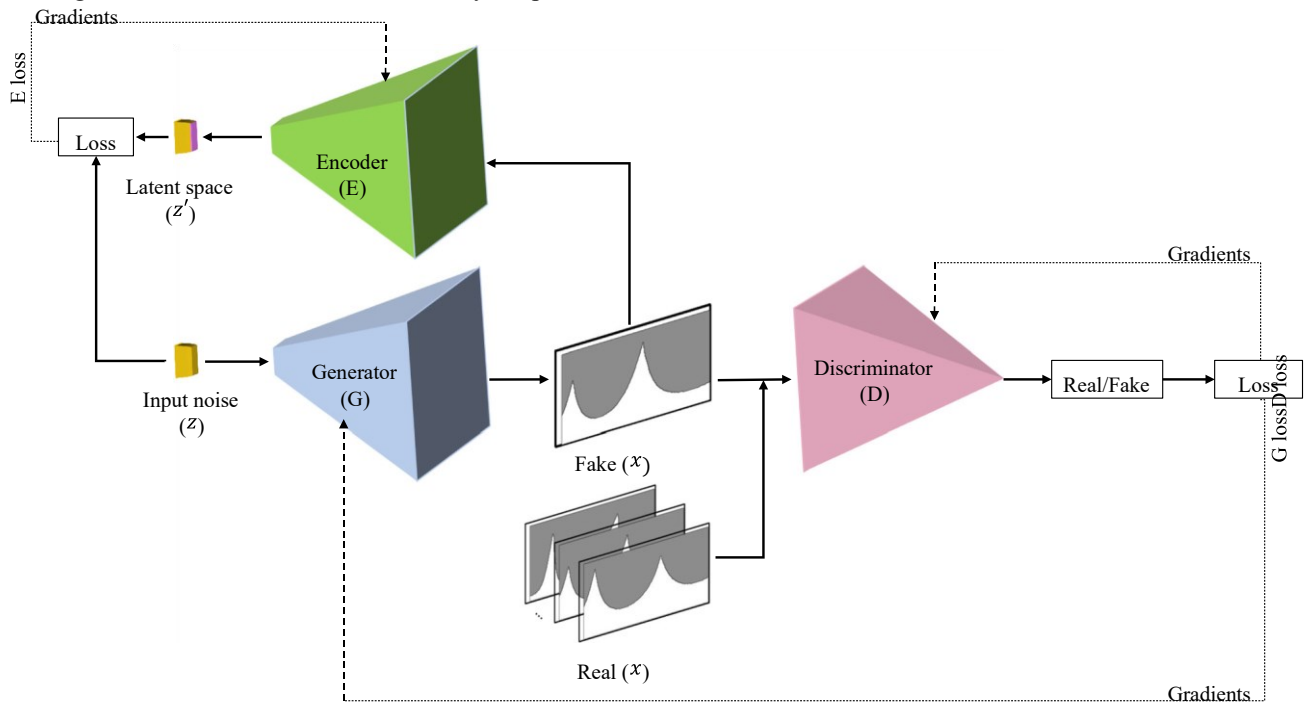 Gradients
E loss
Loss
Latent space
(z′)
Encoder
(E)
Gradients
Generator
(G)
Input noise
(z)
Discriminator
(D)
Real/Fake
Loss
D loss
G loss
Fake (x)
...
Real (x)
Gradients